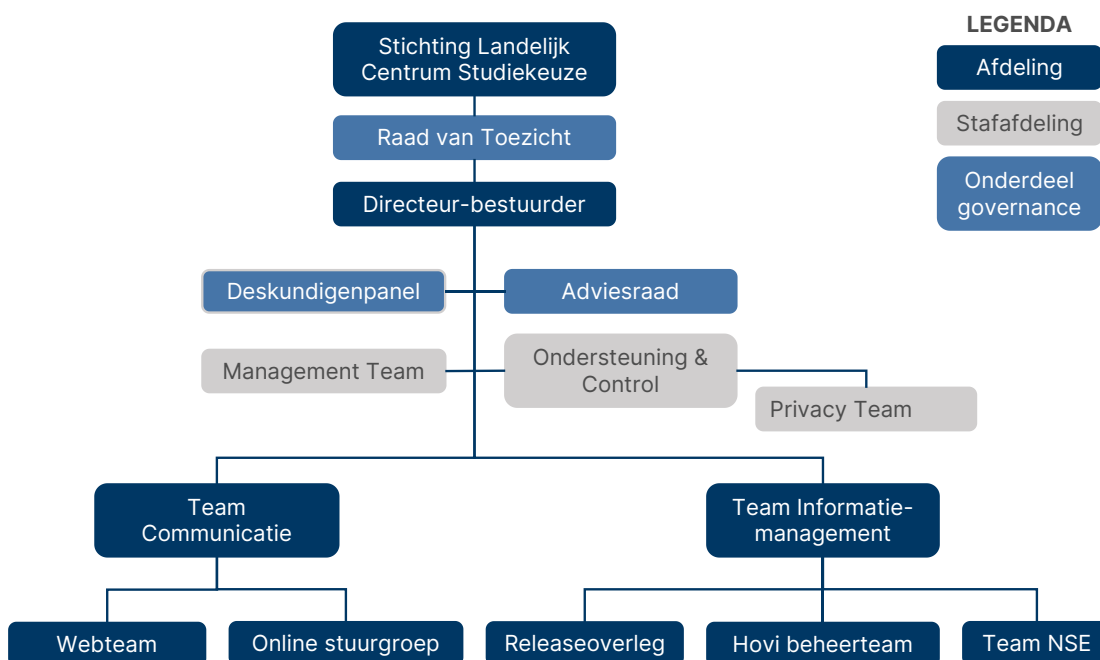 Stichting Landelijk
Centrum Studiekeuze
Raad van Toezicht
Directeur-bestuurder
Deskundigenpanel
Adviesraad
Management Team
Ondersteuning &
Control
Privacy Team
Team
Communicatie
Team Informatie-
management
Webteam
Online stuurgroep
Releaseoverleg
Hovi beheerteam
Team NSE
LEGENDA
Afdeling
Stafafdeling
Onderdeel
governance